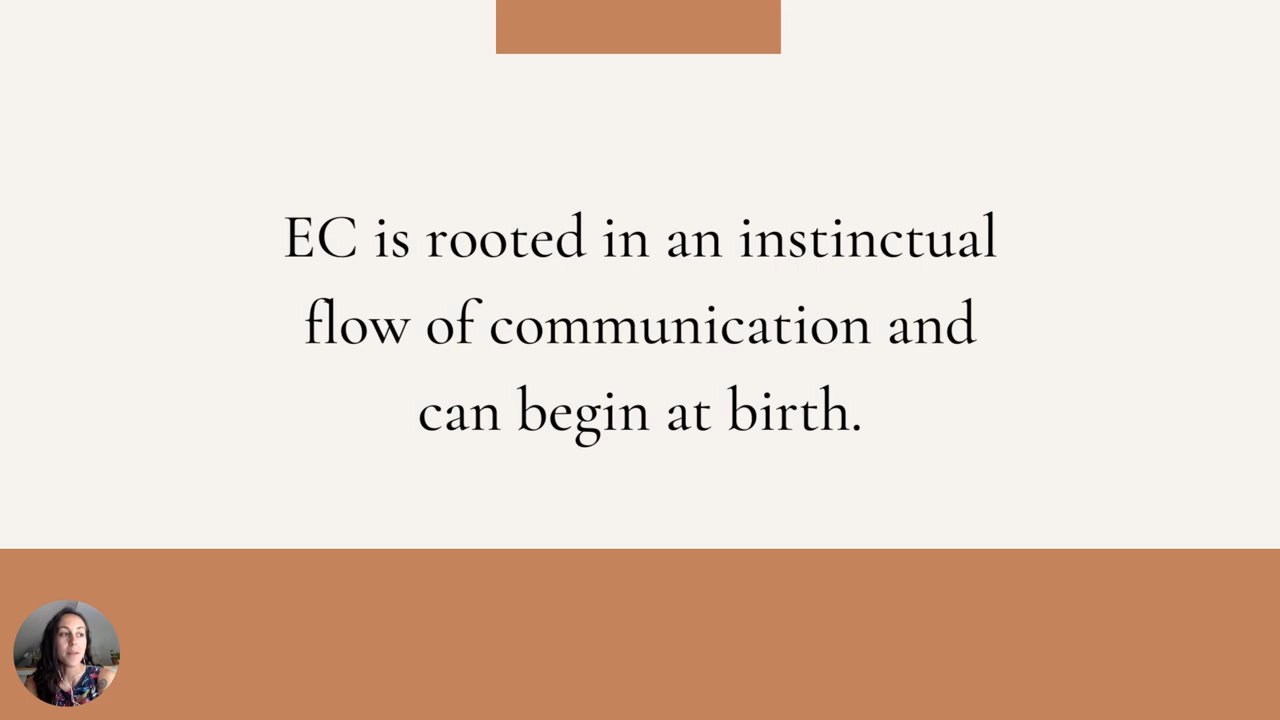 EC is rooted in an instinctual
flow of communication and
can begin at birth.